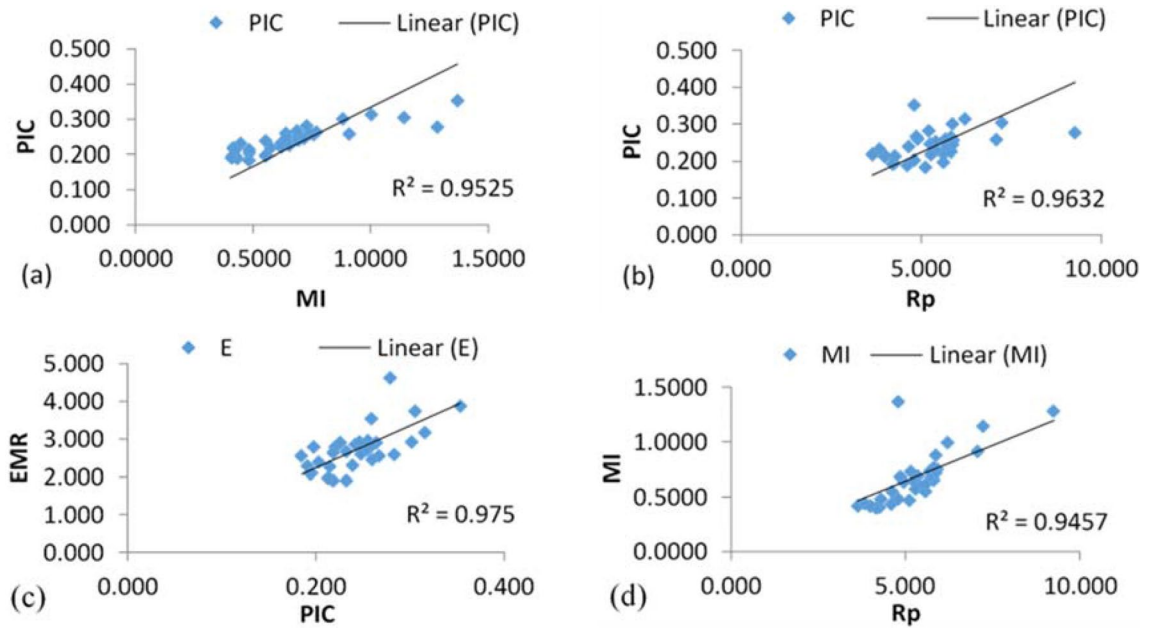 PIC Linear (PIC)
0.500
0.400
0.300
0.200
0.100
0.000
PIC
R² = 0.9525
0.0000 0.5000 1.0000 1.5000
(a)
MI
PIC Linear (PIC)
0.500
0.400
0.300
0.200
0.100
0.000
PIC
R² = 0.9632
0.000 5.000 10.000
(b)
Rp
E Linear (E)
5.000
4.000
3.000
2.000
1.000
0.000
EMR
R² = 0.975
0.000 0.200 0.400
(c)
PIC
MI Linear (MI)
1.5000
1.0000
0.5000
0.0000
MI
R² = 0.9457
0.000 5.000 10.000
(d)
Rp